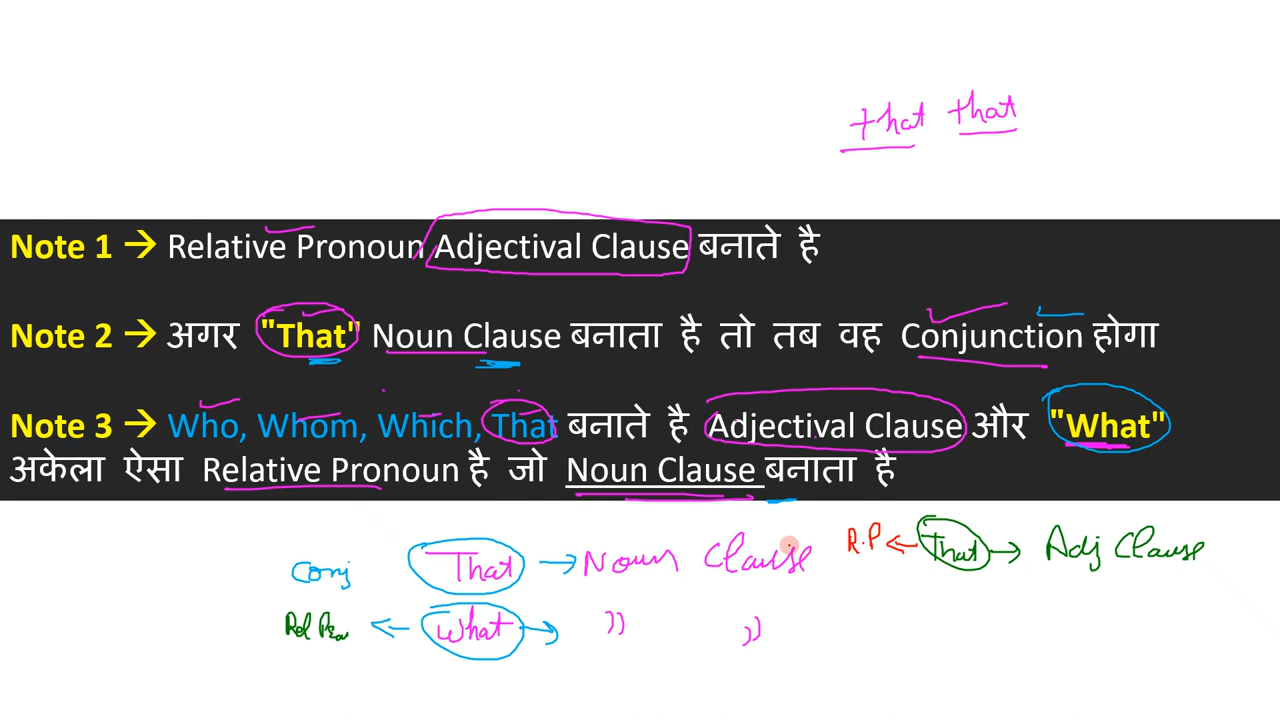 that that
Note 1 → Relative Pronoun Adjectival Clause बनाते है
Note 2 → अगर "That" Noun Clause बनाता है तो तब वह Conjunction होगा
Note 3 → Who, Whom, Which, That बनाते है Adjectival Clause और "What"
अकेला ऐसा Relative Pronoun है जो Noun Clause बनाता है
Conj That → Noun Clause R.P ← That → Adj Clause
Rel ← What → )) ))